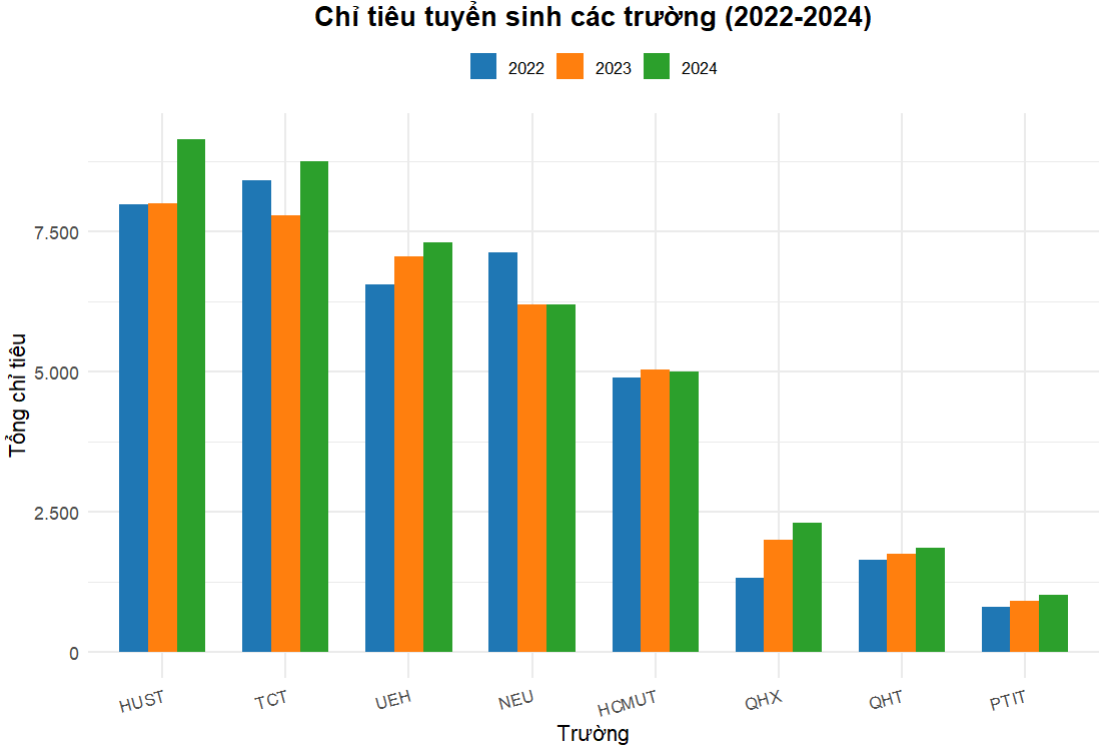 Chỉ tiêu tuyển sinh các trường (2022-2024)
2022 2023 2024
Tổng chỉ tiêu
7.500
5.000
2.500
0
HUST TCT UEH NEU HCMUT QHX QHT PTIT
Trường